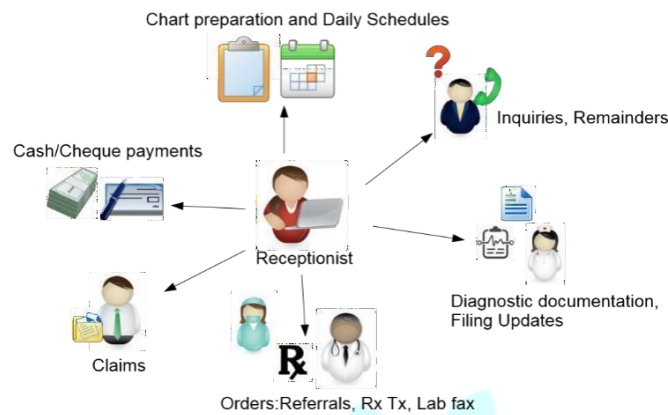 Chart preparation and Daily Schedules
?
Inquiries, Remainders
Cash/Cheque payments
Receptionist
Diagnostic documentation,
Filing Updates
Claims
Rx
Orders:Referrals, Rx Tx, Lab fax